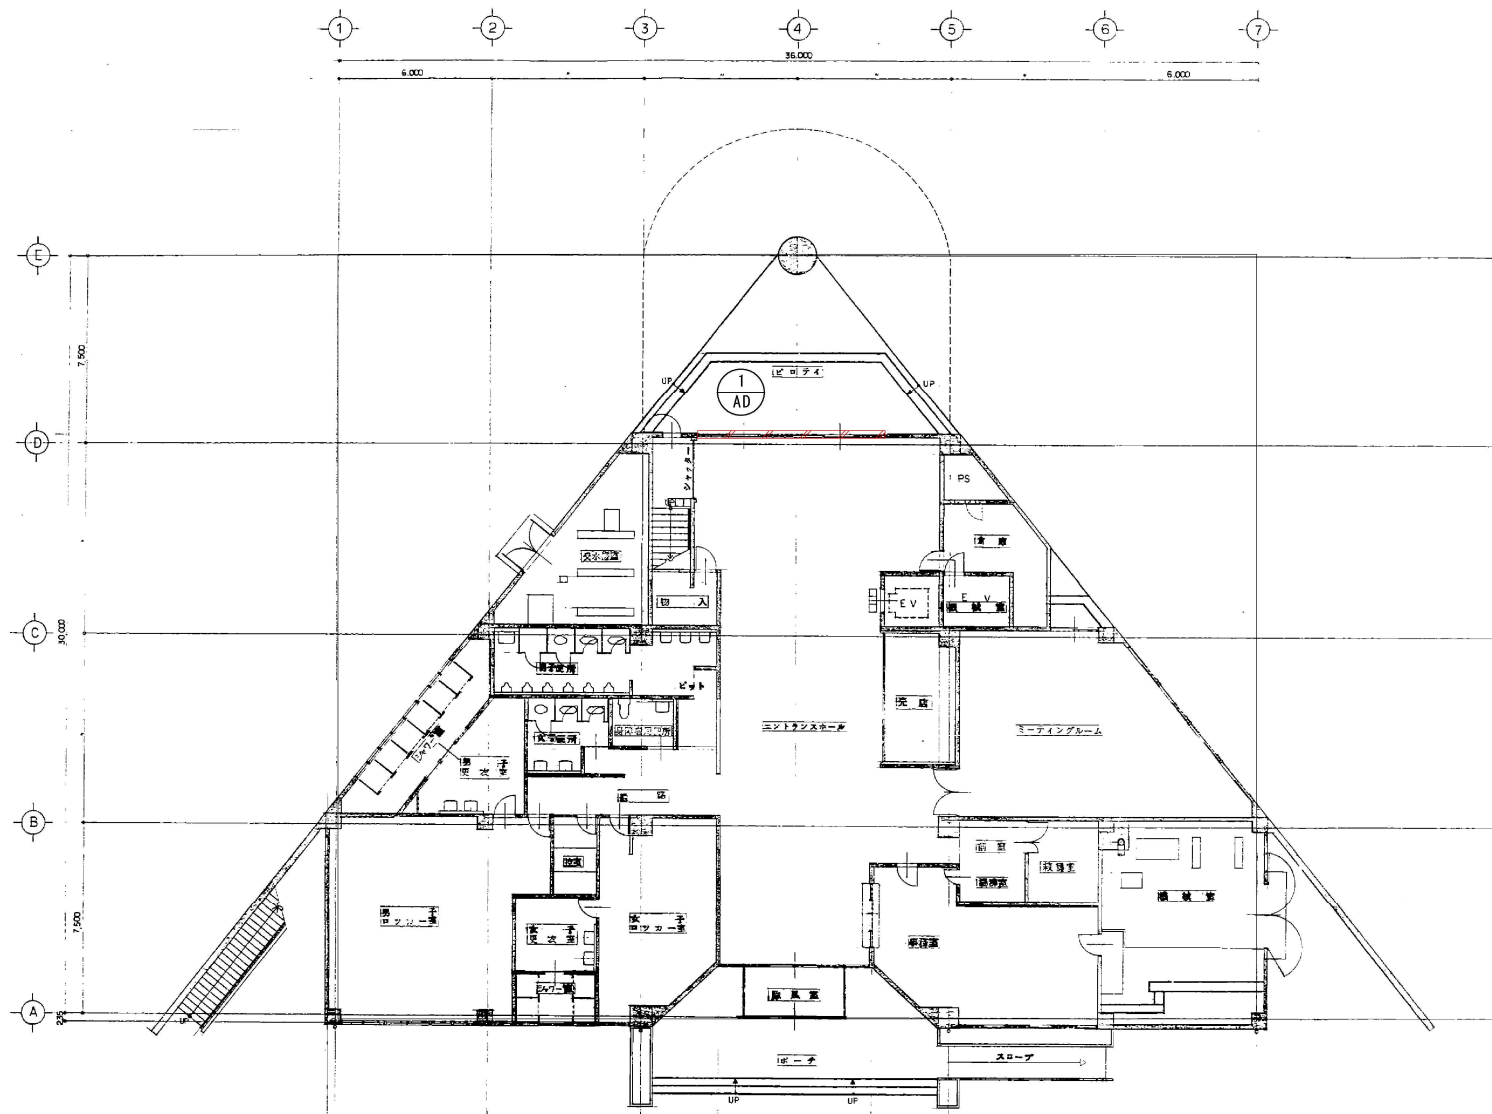 1 2 3 4 5 6 7
36.000
6.000 6.000
E
7,500
ピロティ
UP UP
1
AD
D
シャッター
PS
受水槽室
倉庫
物入
EV
EV
機械室
C
30,000
男子便所
ピット
売店
エントランスホール
ミーティングルーム
女子便所
シャワー室
男子
更衣室
B
前室
機械室
男子
ロッカー室
女子
ロッカー室
女子
更衣室
事務室
7,500
シャワー室
風除室
A
235
UP
スロープ
ポーチ
UP UP